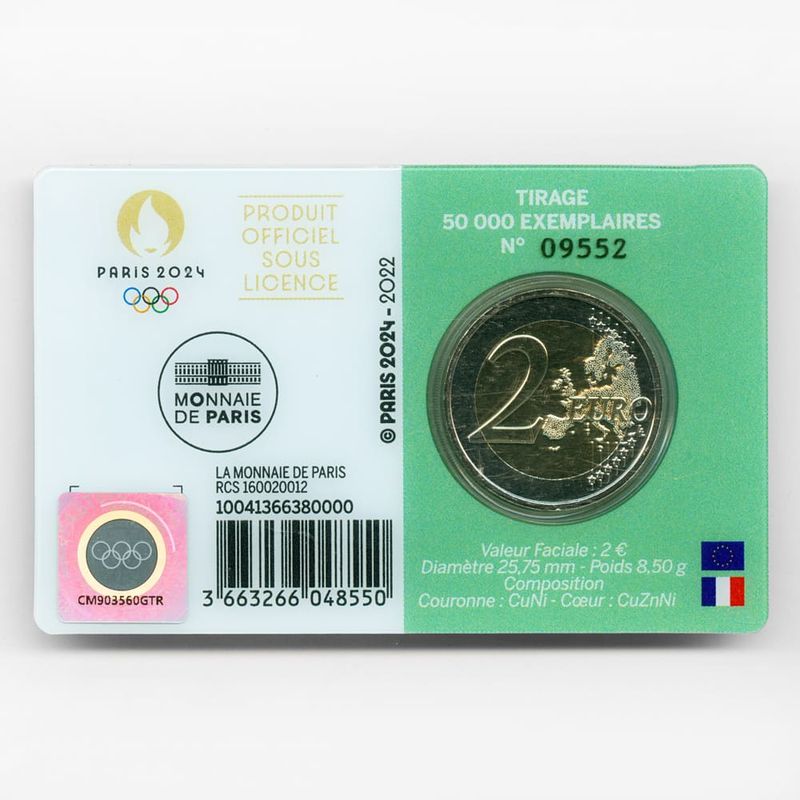 PARIS 2024
PRODUIT
OFFICIEL
SOUS
LICENCE
MONNAIE
DE PARIS
© PARIS 2024 - 2022
LA MONNAIE DE PARIS
RCS 160020012
10041366380000
3 663266 048550
CM903560GTR
TIRAGE
50 000 EXEMPLAIRES
N° 09552
2 EURO
Valeur Faciale : 2 €
Diamètre 25,75 mm - Poids 8,50 g
Composition
Couronne : CuNi - Cœur : CuZnNi